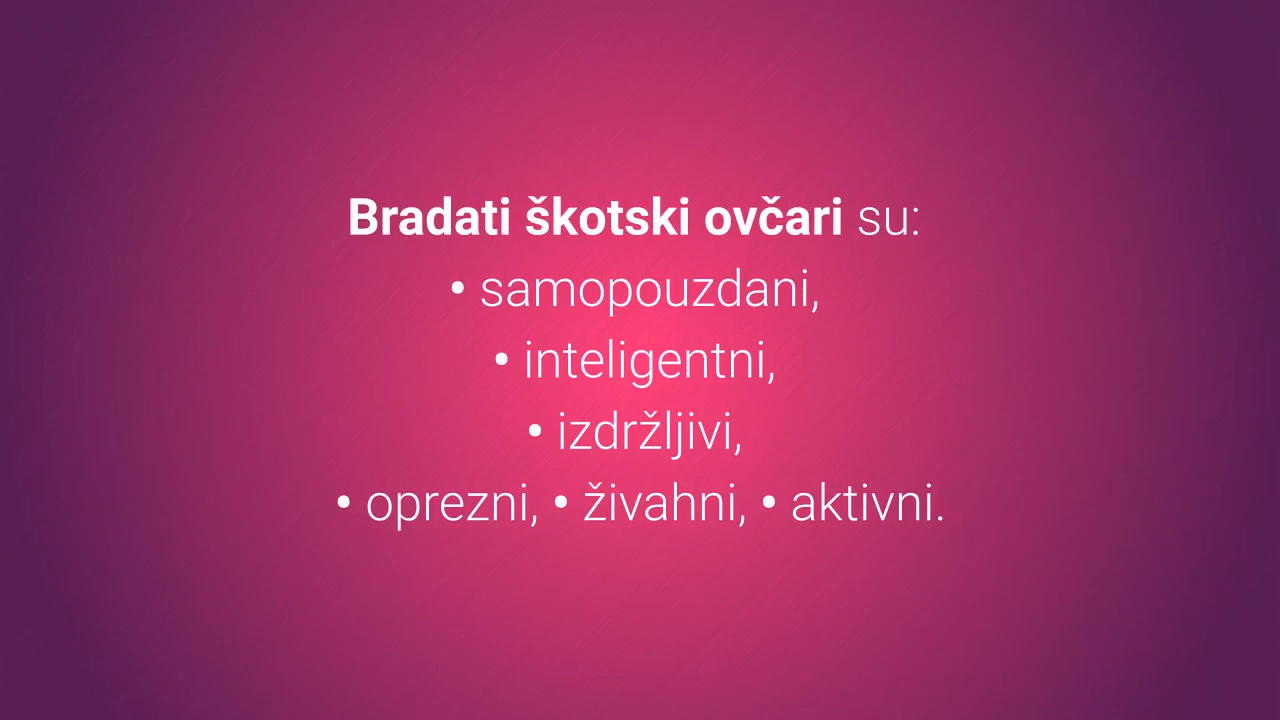 Bradati škotski ovčari su:
• samopouzdani,
• inteligentni,
• izdržljivi,
• oprezni, • živahni, • aktivni.